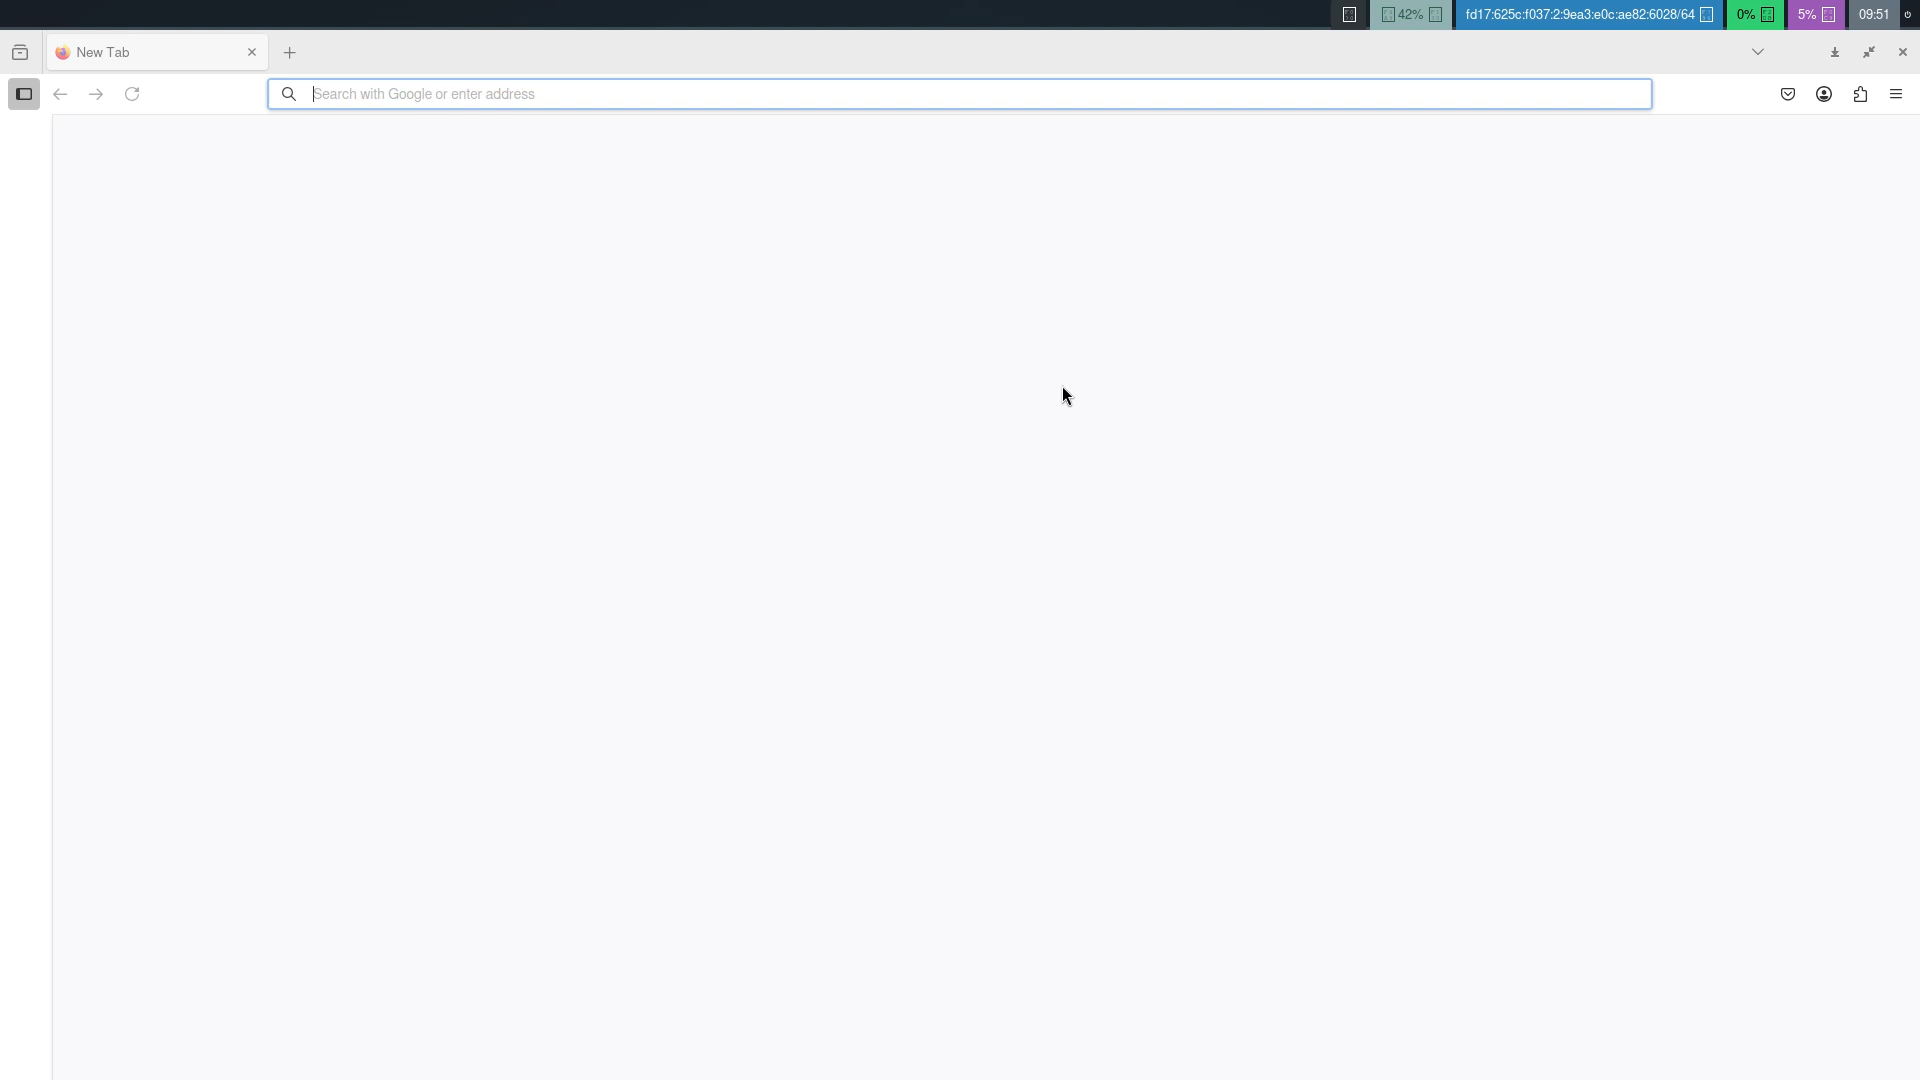 42%
fd17:625c:f037:2:9ea3:e0c:ae82:6028/64
0%
5%
09:51
New Tab
Search with Google or enter address